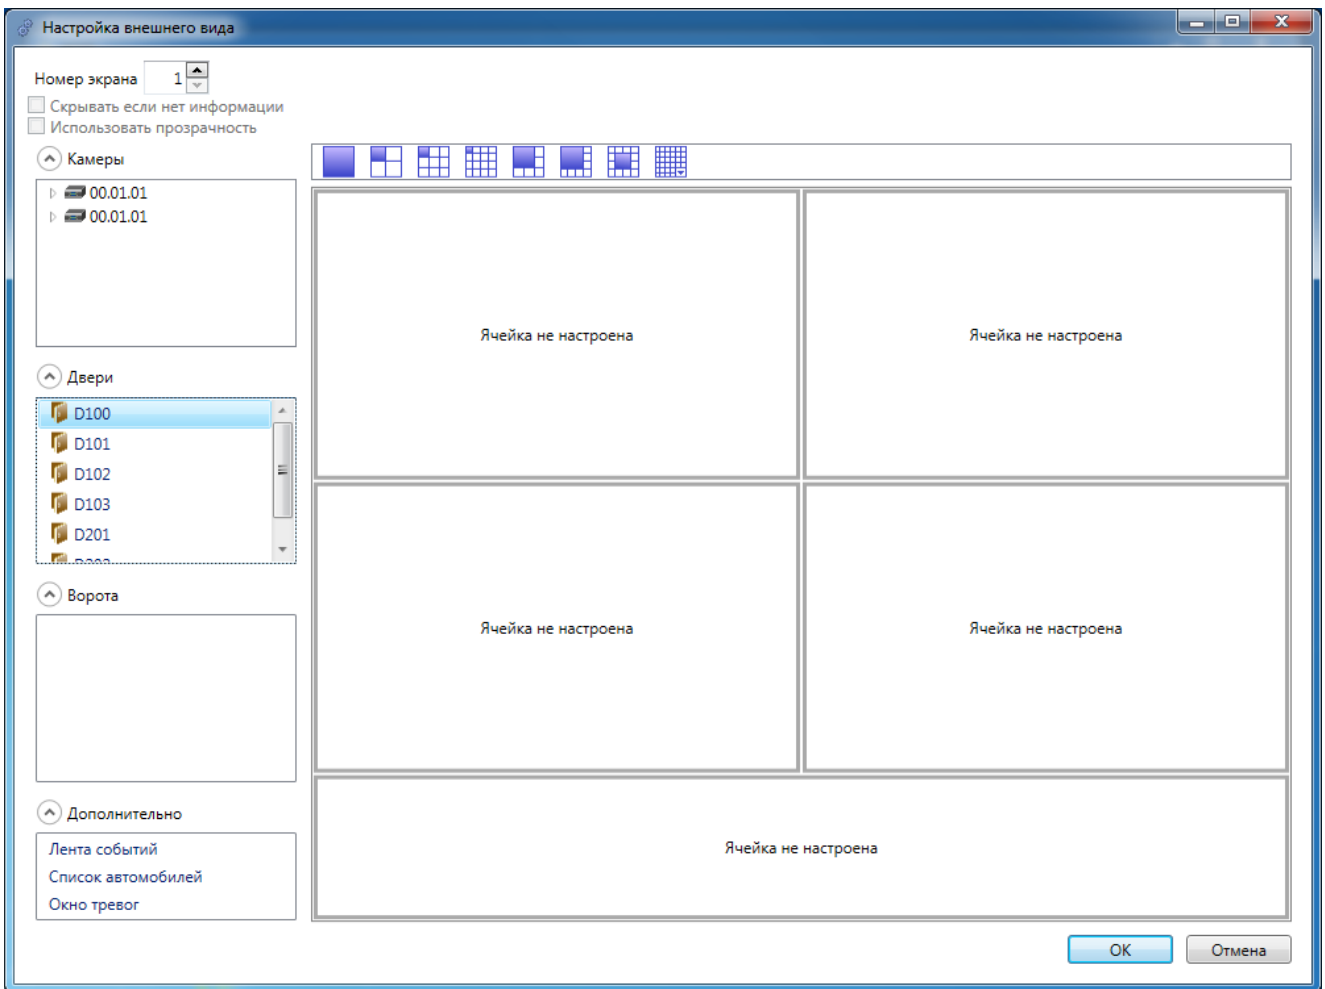 Настройка внешнего вида
Номер экрана 1
Скрывать если нет информации
Использовать прозрачность
Камеры
00.01.01
00.01.01
Двери
D100
D101
D102
D103
D201
Ворота
Дополнительно
Лента событий
Список автомобилей
Окно тревог
Ячейка не настроена
Ячейка не настроена
Ячейка не настроена
Ячейка не настроена
Ячейка не настроена
OK
Отмена